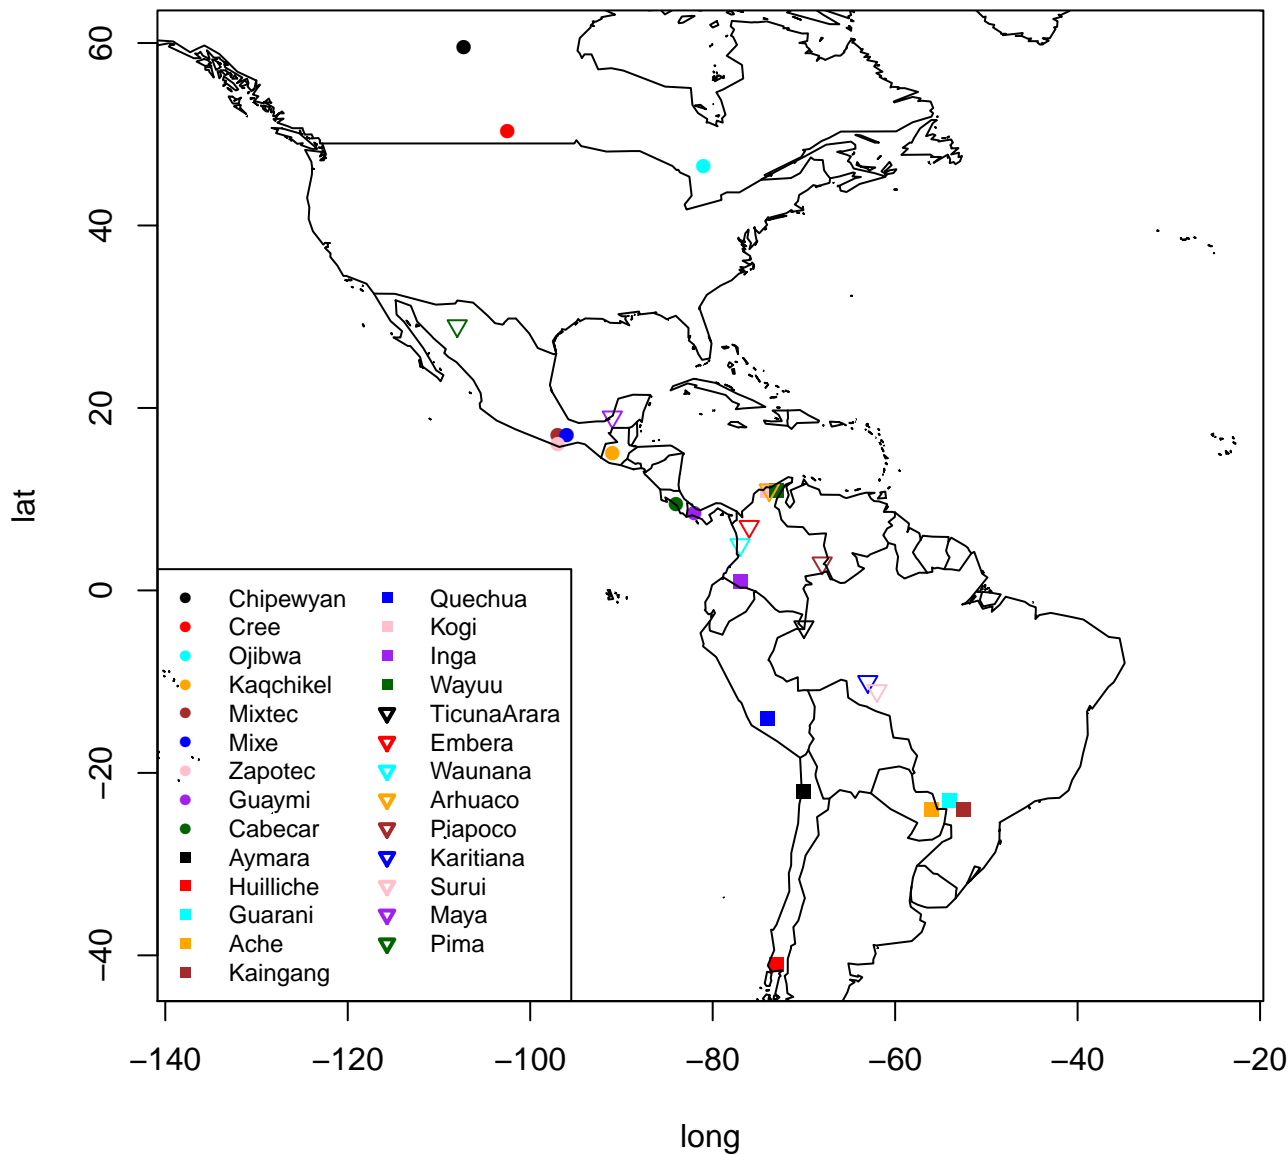 60
40
20
0
−20
−40
lat
Chipewyan
Cree
Ojibwa
Kaqchikel
Mixtec
Mixe
Zapotec
Guaymi
Cabecar
Aymara
Huilliche
Guarani
Ache
Kaingang
Quechua
Kogi
Inga
Wayuu
TicunaArara
Embera
Waunana
Arhuaco
Piapoco
Karitiana
Surui
Maya
Pima
−140 −120 −100 −80 −60 −40 −20
long